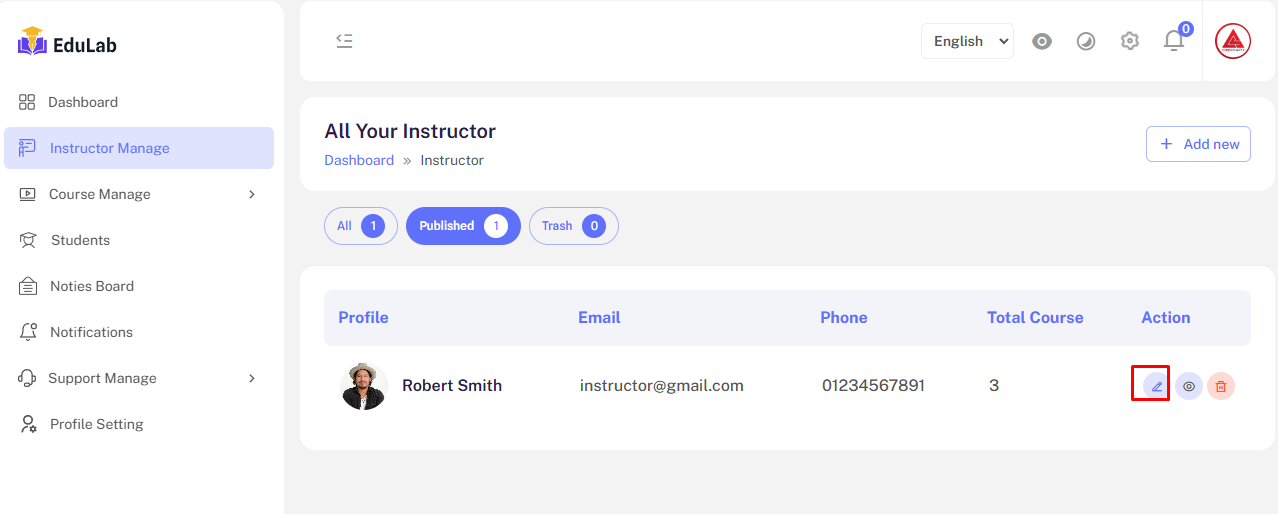 EduLab
Dashboard
Instructor Manage
Course Manage
Students
Noties Board
Notifications
Support Manage
Profile Setting
English
0
All Your Instructor
Dashboard » Instructor
+ Add new
All 1
Published 1
Trash 0
Profile Email Phone Total Course Action
Robert Smith instructor@gmail.com 01234567891 3